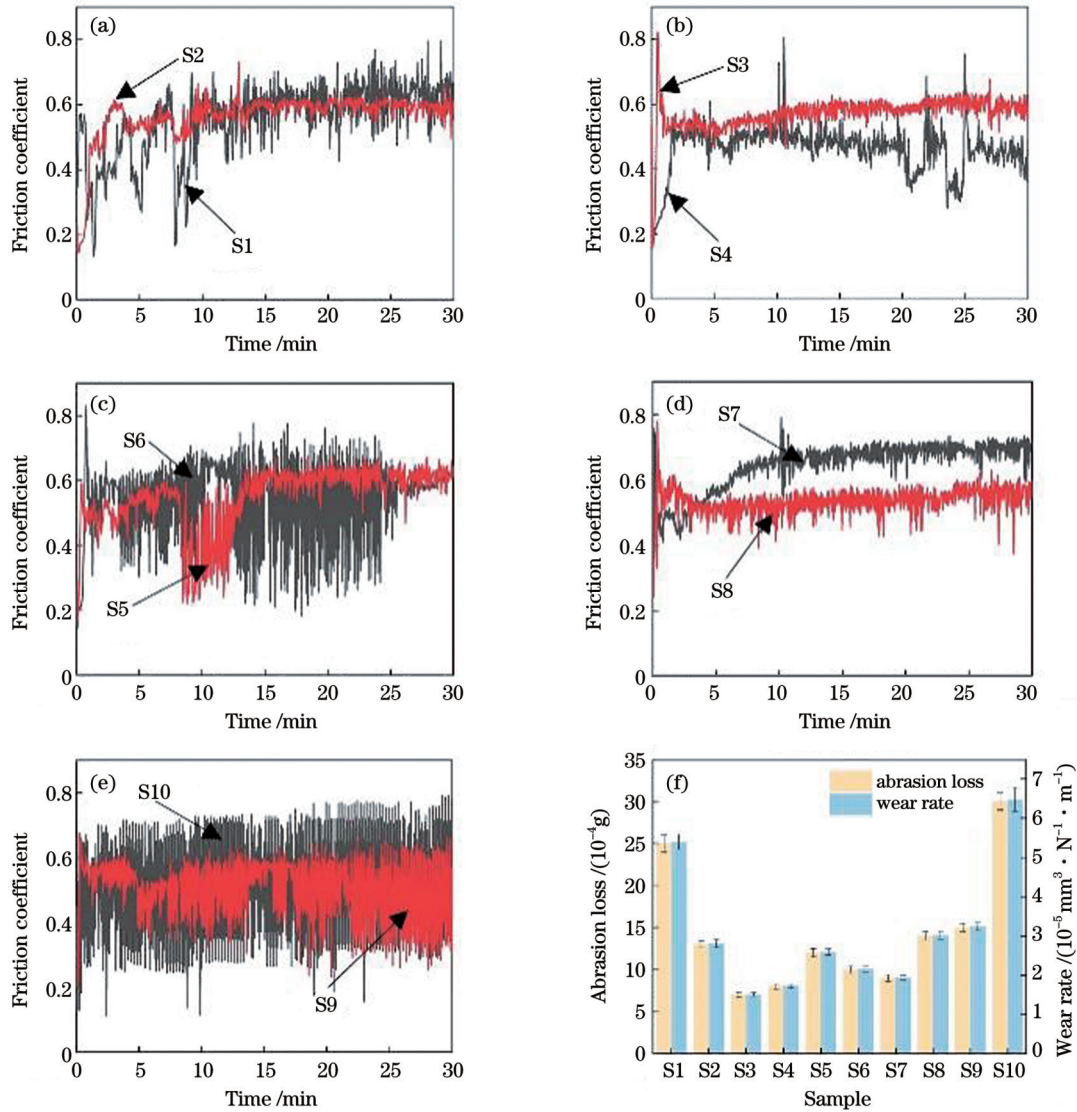 (a)
S2
S1
0.8
0.6
0.4
0.2
0
Friction coefficient
0 5 10 15 20 25 30
Time /min
(b)
S3
S4
0.8
0.6
0.4
0.2
0
Friction coefficient
0 5 10 15 20 25 30
Time /min
(c)
S6
S5
0.8
0.6
0.4
0.2
0
Friction coefficient
0 5 10 15 20 25 30
Time /min
(d)
S7
S8
0.8
0.6
0.4
0.2
0
Friction coefficient
0 5 10 15 20 25 30
Time /min
(e)
S10
S9
0.8
0.6
0.4
0.2
0
Friction coefficient
0 5 10 15 20 25 30
Time /min
(f)
abrasion loss
wear rate
35
30
25
20
15
10
5
0
Abrasion loss /(10⁻⁴g)
7
6
5
4
3
2
1
0
Wear rate /(10⁻⁵ mm³・N⁻¹・m⁻¹)
S1 S2 S3 S4 S5 S6 S7 S8 S9 S10
Sample